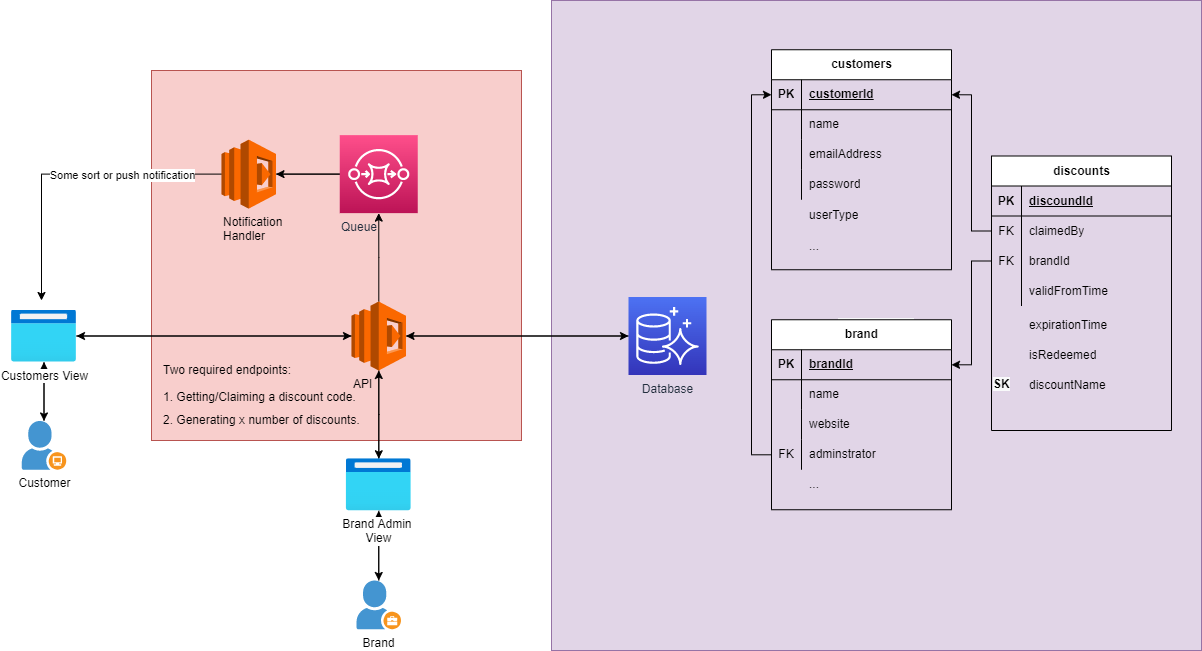 Some sort or push notification
Notification
Handler
Queue
Customers View
Two required endpoints:
API
1. Getting/Claiming a discount code.
2. Generating x number of discounts.
Customer
Brand Admin
View
Brand
Database
customers
PK customerId
name
emailAddress
password
userType
...
brand
PK brandId
name
website
FK adminstrator
...
discounts
PK discoundId
FK claimedBy
FK brandId
validFromTime
expirationTime
isRedeemed
SK discountName